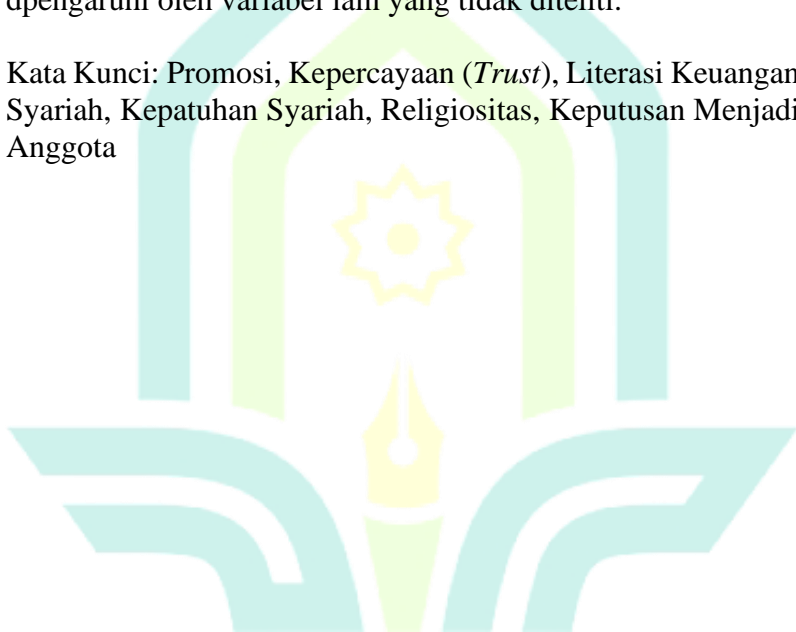 dpengaruhi oleh variabel lain yang tidak diteliti.
Kata Kunci: Promosi, Kepercayaan (Trust), Literasi Keuangan
Syariah, Kepatuhan Syariah, Religiositas, Keputusan Menjadi
Anggota